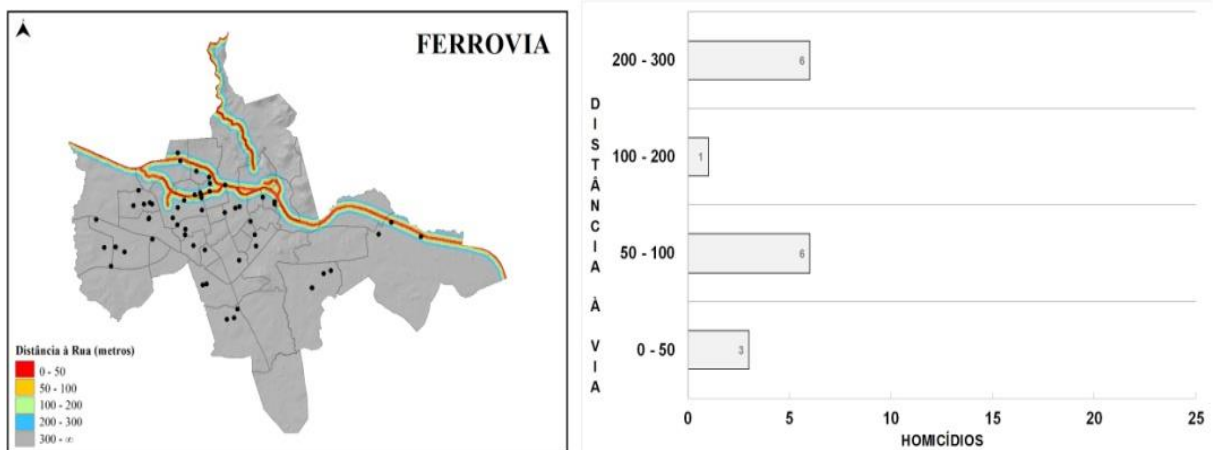 FERROVIA
Distância à Rua (metros)
0 - 50
50 - 100
100 - 200
200 - 300
300 - ∞
DISTÂNCIA À VIA
200 - 300
6
100 - 200
1
50 - 100
6
0 - 50
3
0 5 10 15 20 25
HOMICÍDIOS